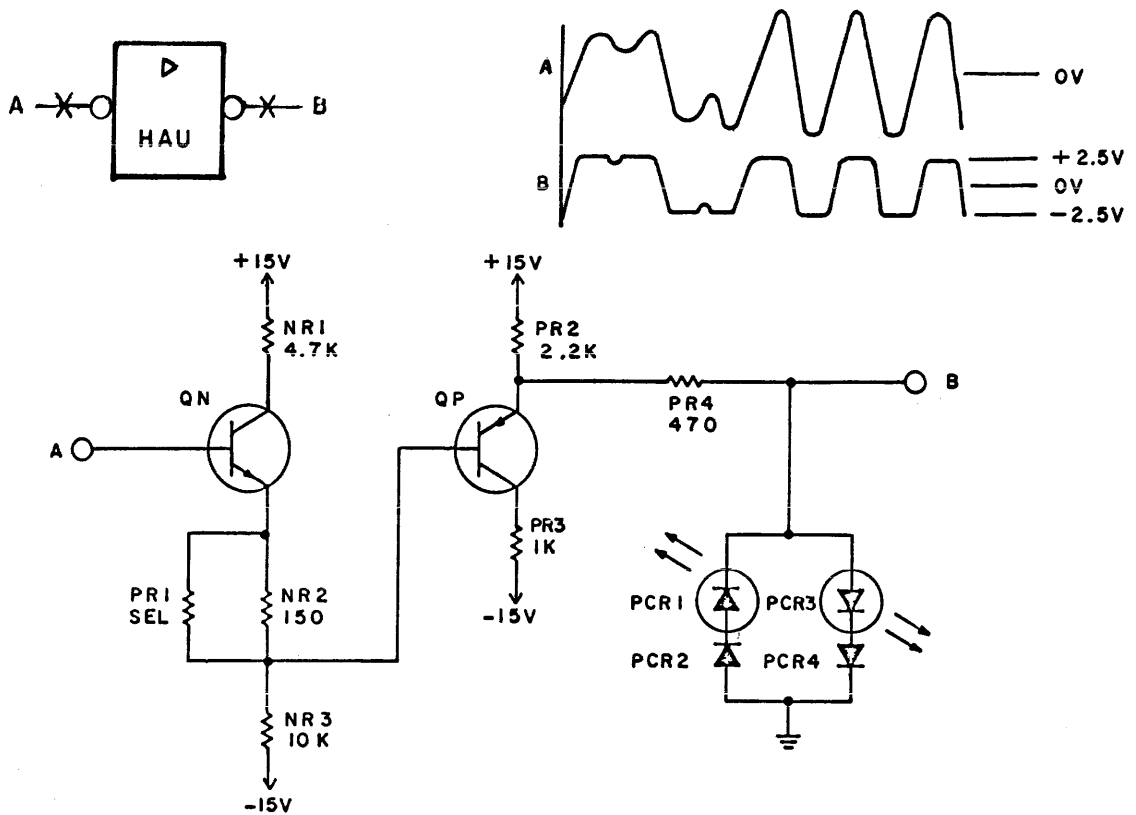 A
HAU
B
A
0V
B
+2.5V
0V
-2.5V
+15V
NR1
4.7K
+15V
PR2
2.2K
QN
A
QP
PR4
470
B
PR1
SEL
NR2
150
PR3
1K
-15V
PCR1
PCR3
PCR2
PCR4
NR3
10K
-15V